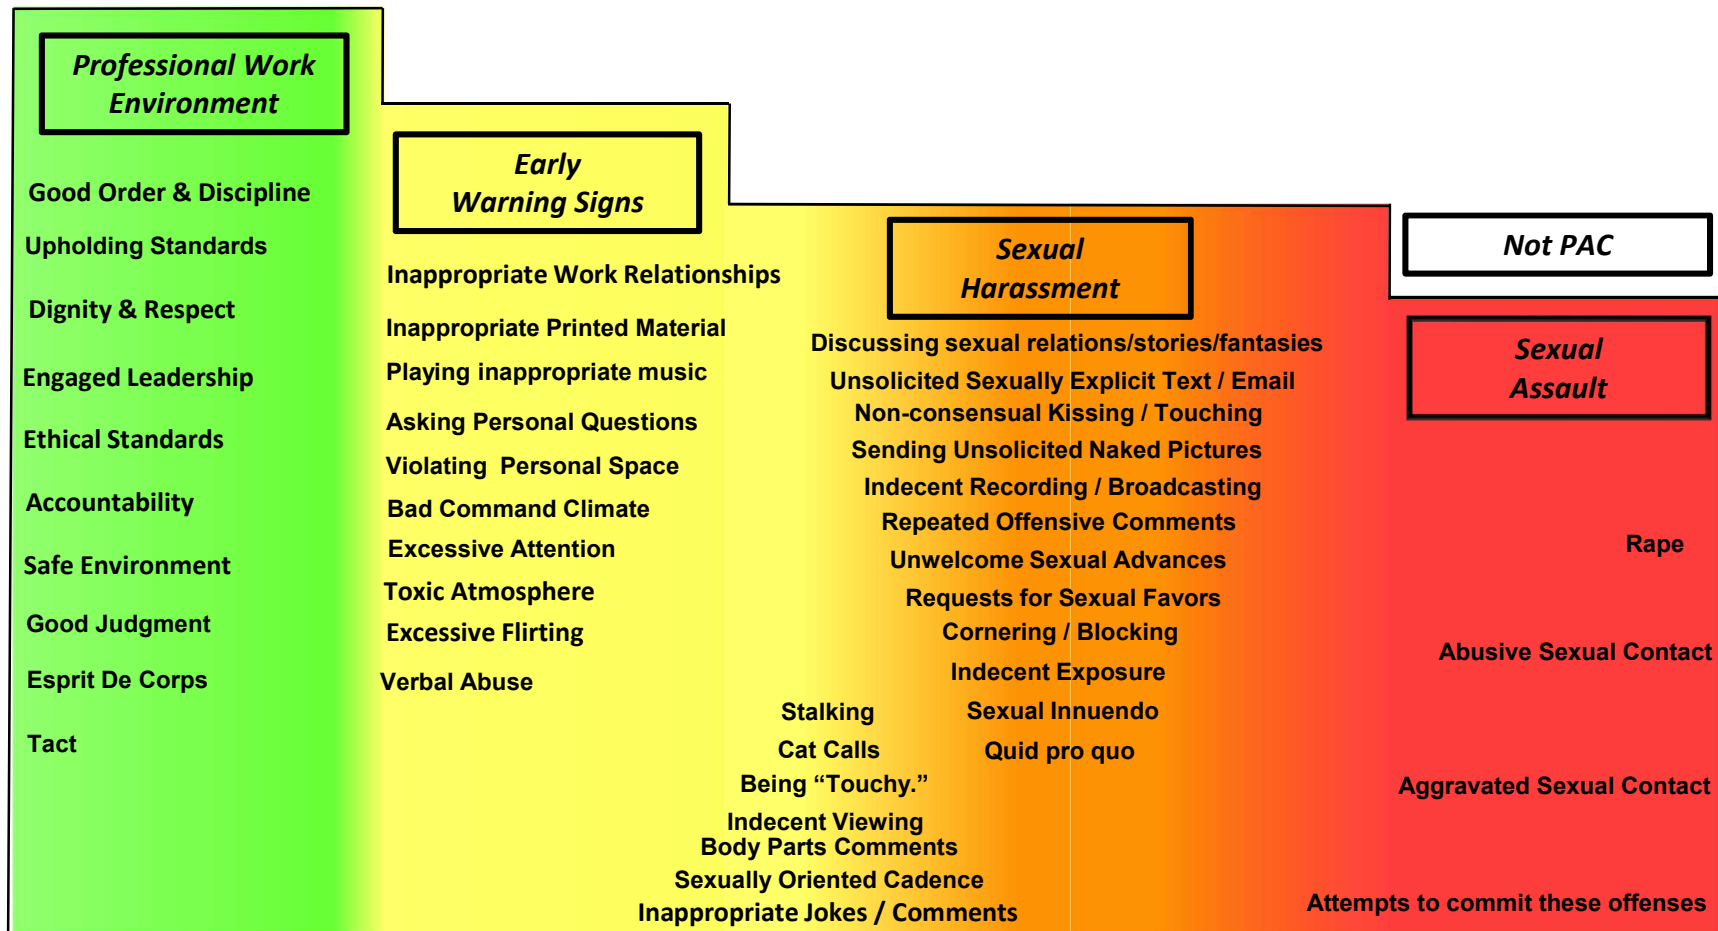 Professional Work
Environment
Good Order & Discipline
Upholding Standards
Dignity & Respect
Engaged Leadership
Ethical Standards
Accountability
Safe Environment
Good Judgment
Esprit De Corps
Tact
Early
Warning Signs
Inappropriate Work Relationships
Inappropriate Printed Material
Playing inappropriate music
Asking Personal Questions
Violating Personal Space
Bad Command Climate
Excessive Attention
Toxic Atmosphere
Excessive Flirting
Verbal Abuse
Stalking
Cat Calls
Being “Touchy.”
Indecent Viewing
Body Parts Comments
Sexually Oriented Cadence
Inappropriate Jokes / Comments
Sexual
Harassment
Discussing sexual relations/stories/fantasies
Unsolicited Sexually Explicit Text / Email
Non-consensual Kissing / Touching
Sending Unsolicited Naked Pictures
Indecent Recording / Broadcasting
Repeated Offensive Comments
Unwelcome Sexual Advances
Requests for Sexual Favors
Cornering / Blocking
Indecent Exposure
Sexual Innuendo
Quid pro quo
Not PAC
Sexual
Assault
Rape
Abusive Sexual Contact
Aggravated Sexual Contact
Attempts to commit these offenses